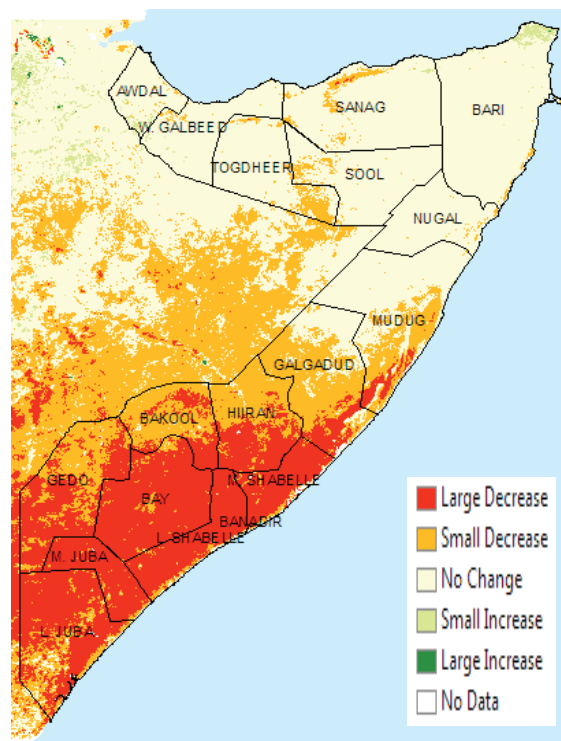 AWDAL
SANAG
BARI
W. GALBEED
TOGDHEER
SOOL
NUGAL
MUDUG
GALGADUD
BAKOOL
HIIRAN
GEDO
BAY
M. SHABELLE
BANADIR
L. SHABELLE
M. JUBA
L. JUBA
Large Decrease
Small Decrease
No Change
Small Increase
Large Increase
No Data